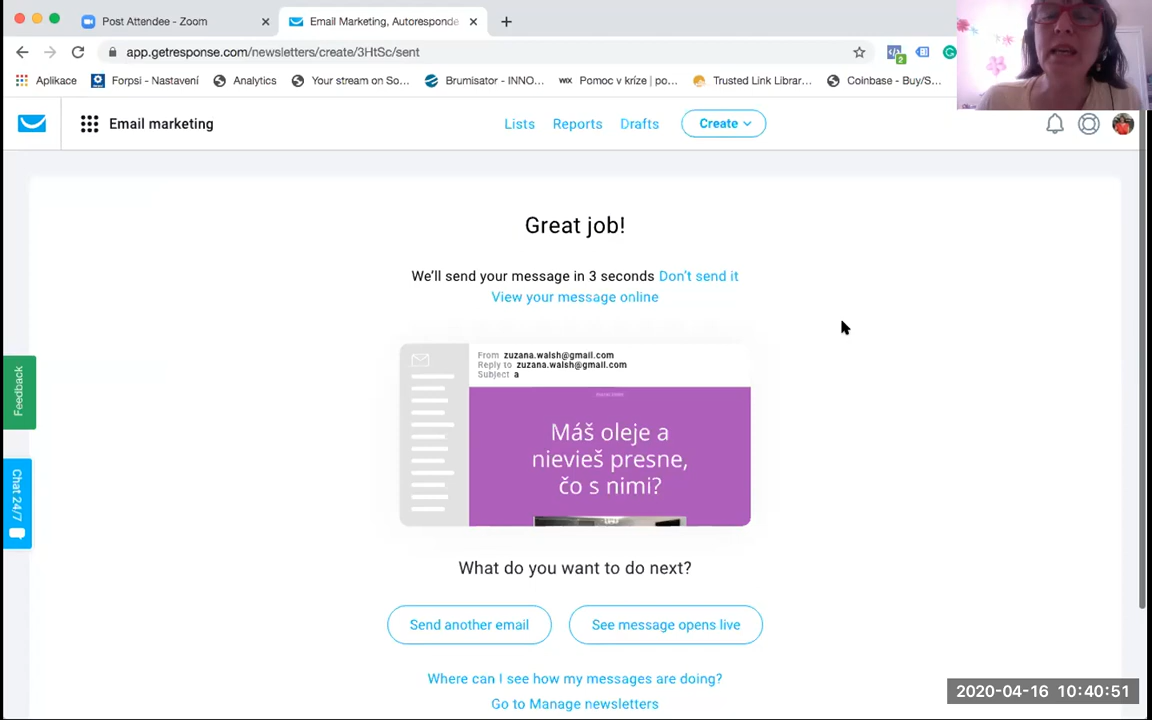 Post Attendee - Zoom
Email Marketing, Autoresponde
app.getresponse.com/newsletters/create/3HtSc/sent
2
Aplikace
Forpsi - Nastavení
Analytics
Your stream on So...
Brumisator - INNO...
WIX Pomoc v kríze | po...
Trusted Link Librar...
Coinbase - Buy/S...
Email marketing
Lists
Reports
Drafts
Create
Great job!
We'll send your message in 3 seconds Don't send it
View your message online
From zuzana.walsh@gmail.com
Reply to zuzana.walsh@gmail.com
Subject a
Máš oleje a
nievieš presne,
čo s nimi?
Feedback
Chat 24/7
What do you want to do next?
Send another email
See message opens live
Where can I see how my messages are doing?
Go to Manage newsletters
2020-04-16 10:40:51